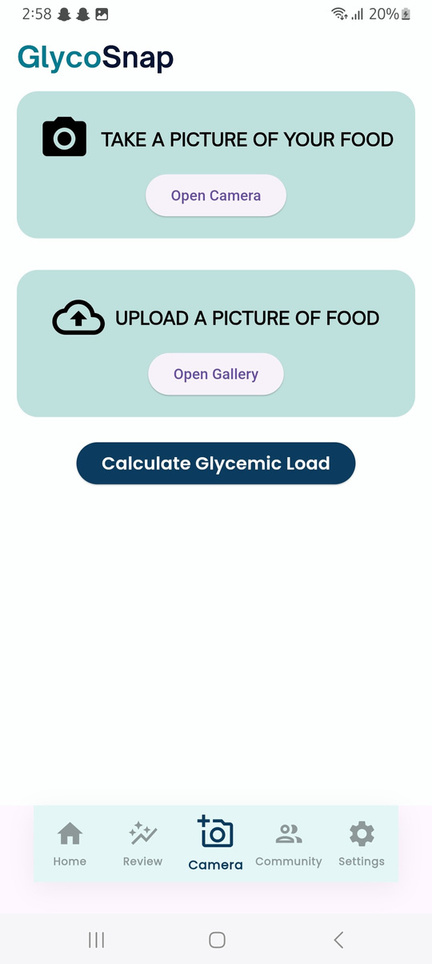 2:58 20%
GlycoSnap
TAKE A PICTURE OF YOUR FOOD
Open Camera
UPLOAD A PICTURE OF FOOD
Open Gallery
Calculate Glycemic Load
Home Review Camera Community Settings